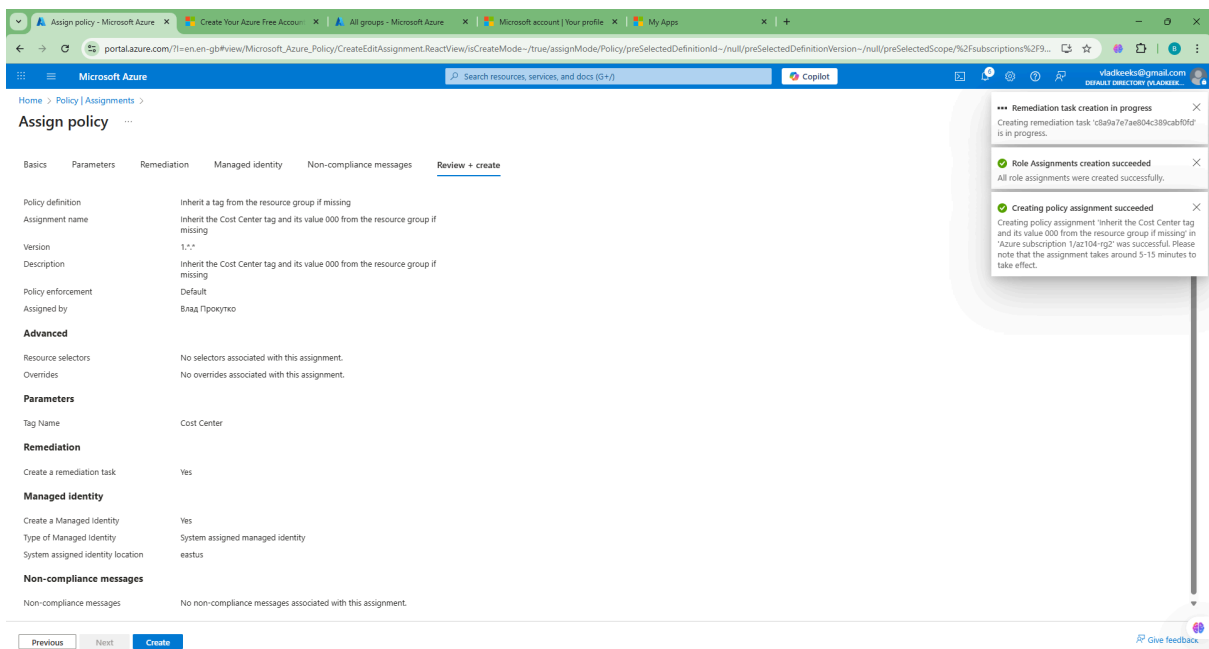 Assign policy - Microsoft Azure
Create Your Azure Free Accoun
All groups - Microsoft Azure
Microsoft account | Your profile
My Apps
portal.azure.com/?l=en.en-gb#view/Microsoft_Azure_Policy/CreateEditAssignment.ReactView/isCreateMode~/true/assignMode/Policy/preSelectedDefinitionId~/null/preSelectedDefinitionVersion~/null/preSelectedScope/%2Fsubscriptions%2F9...
B
Microsoft Azure
Search resources, services, and docs (G+/)
Copilot
6
vladkeeks@gmail.com
DEFAULT DIRECTORY (VLADKEEK...
Home > Policy | Assignments >
Assign policy ...
Basics Parameters Remediation Managed identity Non-compliance messages Review + create
Policy definition Inherit a tag from the resource group if missing
Assignment name Inherit the Cost Center tag and its value 000 from the resource group if
missing
Version 1.*.*
Description Inherit the Cost Center tag and its value 000 from the resource group if
missing
Policy enforcement Default
Assigned by Влад Прокутко
Advanced
Resource selectors No selectors associated with this assignment.
Overrides No overrides associated with this assignment.
Parameters
Tag Name Cost Center
Remediation
Create a remediation task Yes
Managed identity
Create a Managed Identity Yes
Type of Managed Identity System assigned managed identity
System assigned identity location eastus
Non-compliance messages
Non-compliance messages No non-compliance messages associated with this assignment.
Remediation task creation in progress
Creating remediation task 'c8a9a7e7ae804c389cabf0fd'
is in progress.
Role Assignments creation succeeded
All role assignments were created successfully.
Creating policy assignment succeeded
Creating policy assignment 'Inherit the Cost Center tag
and its value 000 from the resource group if missing' in
'Azure subscription 1/az104-rg2' was successful. Please
note that the assignment takes around 5-15 minutes to
take effect.
Previous Next Create
Give feedback